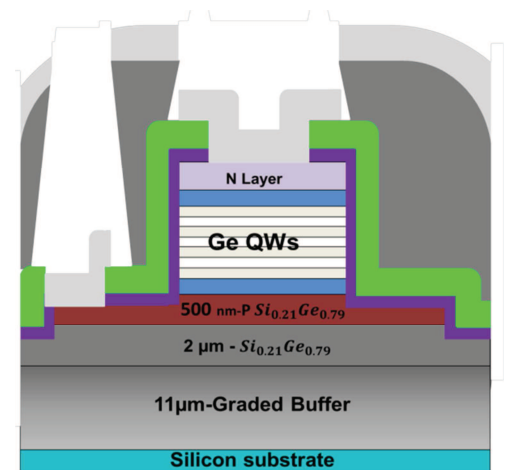 N Layer
Ge QWs
500 nm-P Si₀.₂₁Ge₀.₇₉
2 µm - Si₀.₂₁Ge₀.₇₉
11µm-Graded Buffer
Silicon substrate